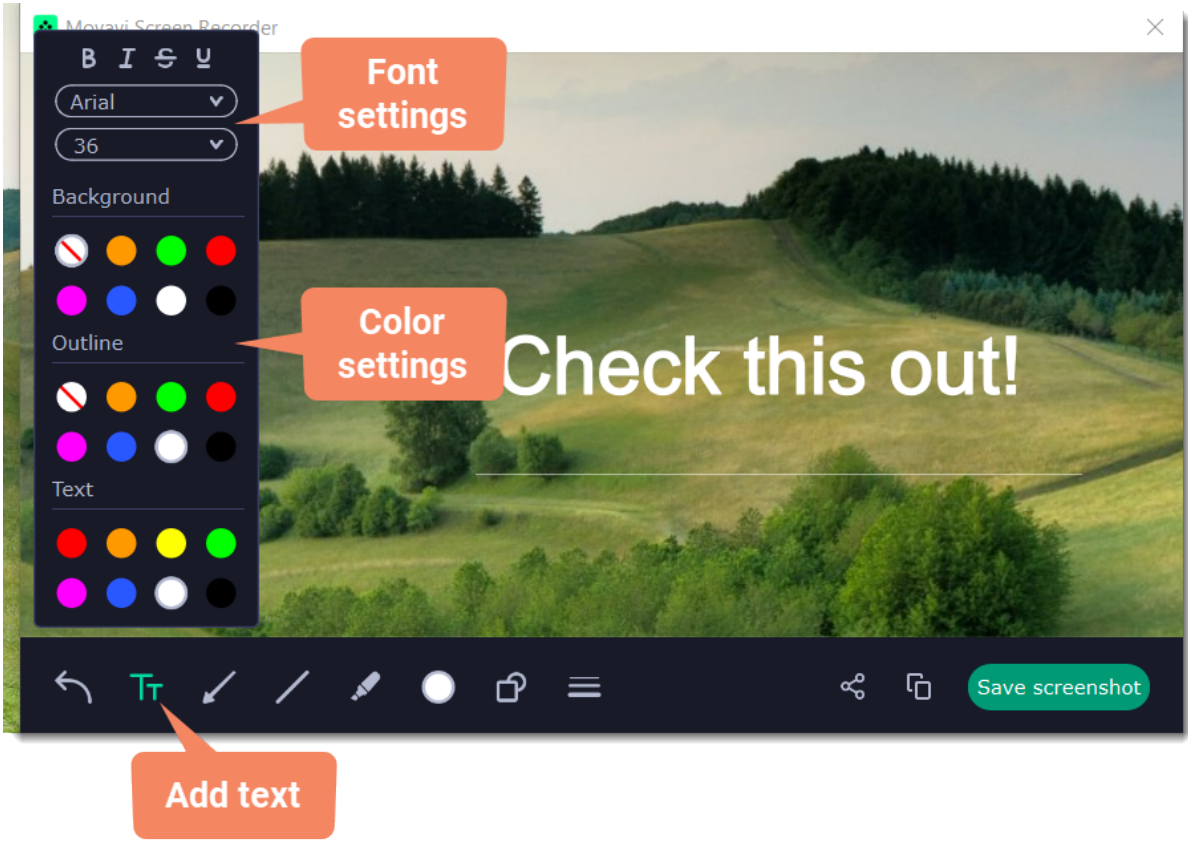 Movavi Screen Recorder
B I S U
Arial
36
Font
settings
Background
Color
settings
Outline
Check this out!
Text
TT
Save screenshot
Add text